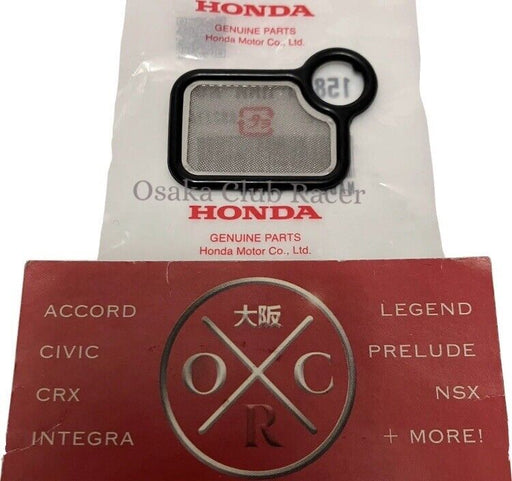 HONDA
GENUINE PARTS
Honda Motor Co., Ltd.
158
Osaka Club Racer
HONDA
GENUINE PARTS
Honda Motor Co., Ltd.
ACCORD
CIVIC
CRX
INTEGRA
大阪
O C
R
LEGEND
PRELUDE
NSX
+ MORE!